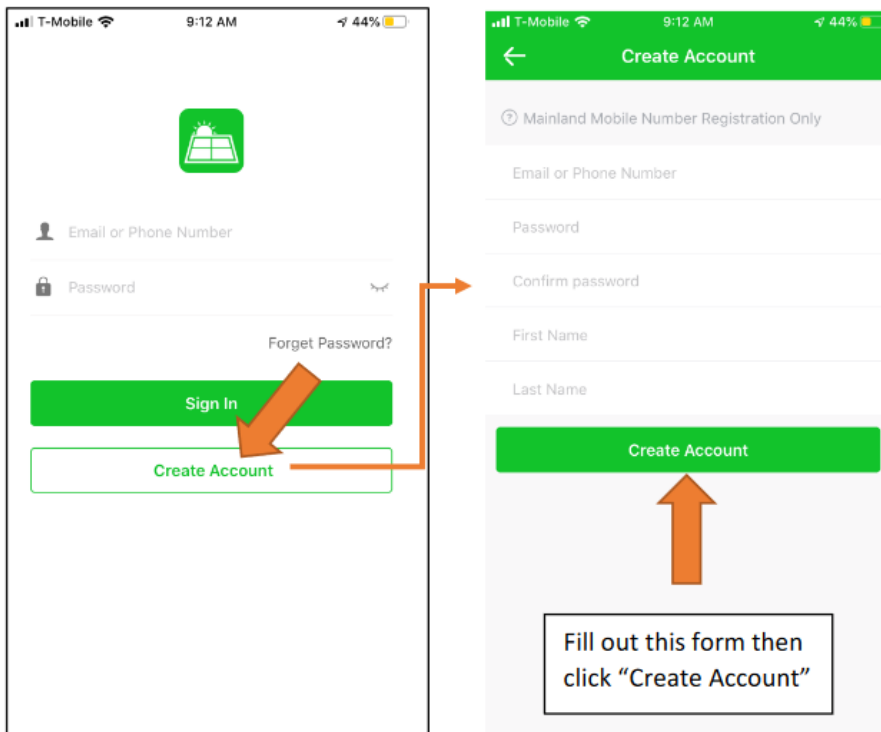 T-Mobile 9:12 AM 44%
Email or Phone Number
Password
Forget Password?
Sign In
Create Account
T-Mobile 9:12 AM 44%
Create Account
Mainland Mobile Number Registration Only
Email or Phone Number
Password
Confirm password
First Name
Last Name
Create Account
Fill out this form then
click “Create Account”